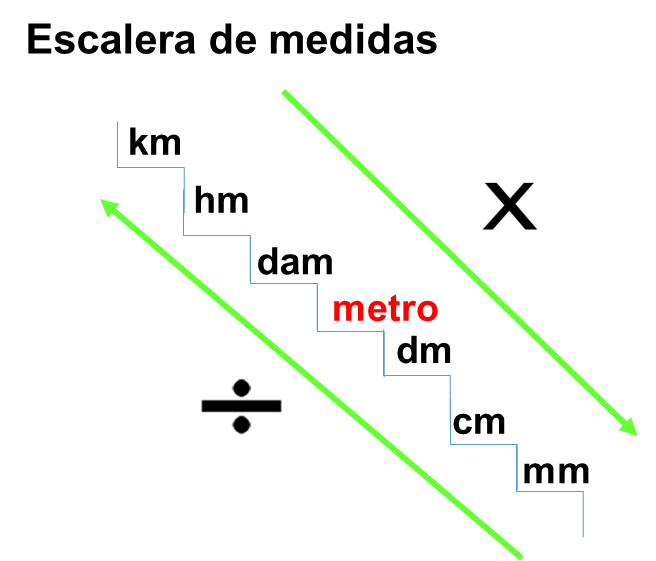 Escalera de medidas
km
hm
dam
metro
dm
cm
mm
X
÷